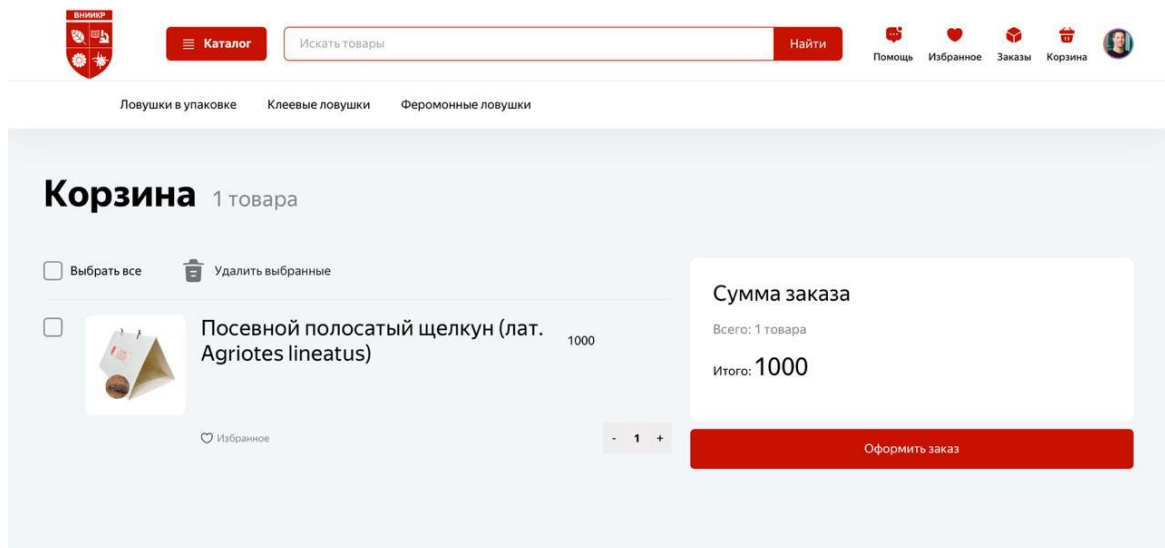 ВНИИКР
Каталог
Искать товары
Найти
Помощь
Избранное
Заказы
Корзина
Ловушки в упаковке
Клеевые ловушки
Феромонные ловушки
Корзина 1 товара
Выбрать все
Удалить выбранные
Посевной полосатый щелкун (лат.
Agriotes lineatus)
1000
Избранное
- 1 +
Сумма заказа
Всего: 1 товара
Итого: 1000
Оформить заказ